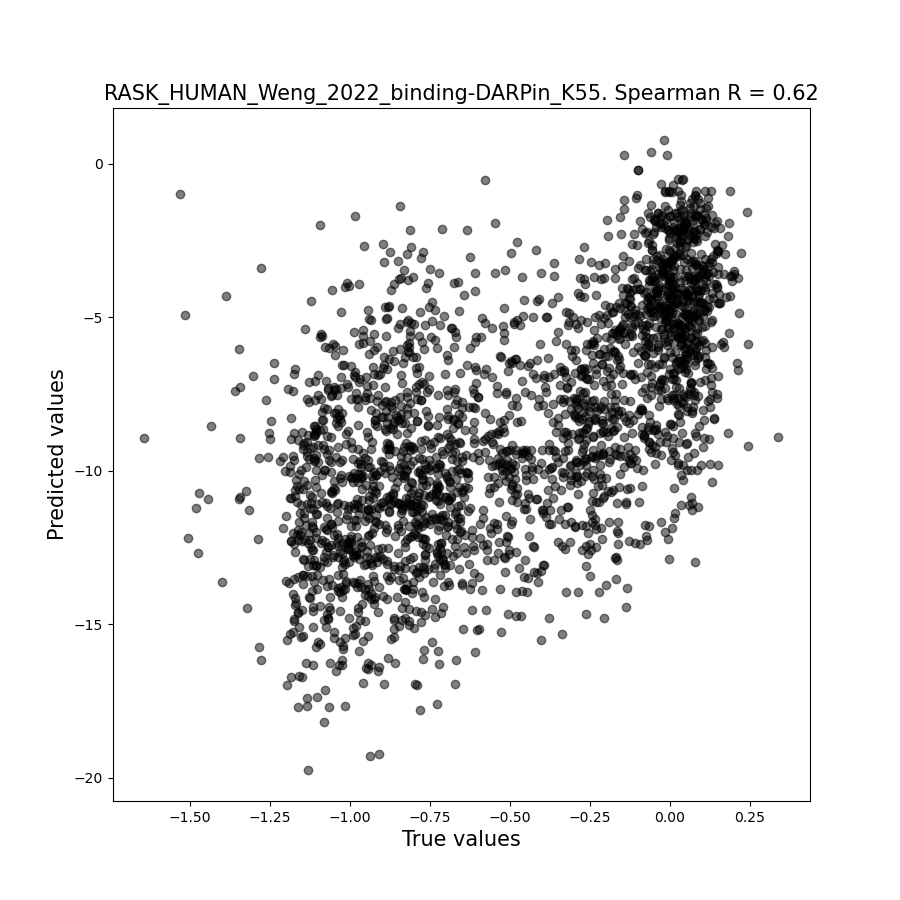 RASK_HUMAN_Weng_2022_binding-DARPin_K55. Spearman R = 0.62
0
−5
−10
−15
−20
Predicted values
−1.50 −1.25 −1.00 −0.75 −0.50 −0.25 0.00 0.25
True values